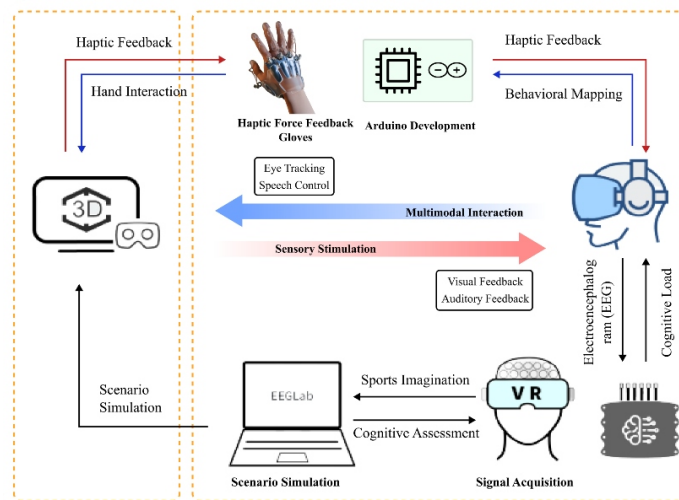 Haptic Feedback
Hand Interaction
Haptic Force Feedback
Gloves
Arduino Development
Haptic Feedback
Behavioral Mapping
3D
Eye Tracking
Speech Control
Multimodal Interaction
Sensory Stimulation
Visual Feedback
Auditory Feedback
Electroencephalog
ram (EEG)
Cognitive Load
Scenario
Simulation
EEGLab
Sports Imagination
Cognitive Assessment
VR
Scenario Simulation
Signal Acquisition